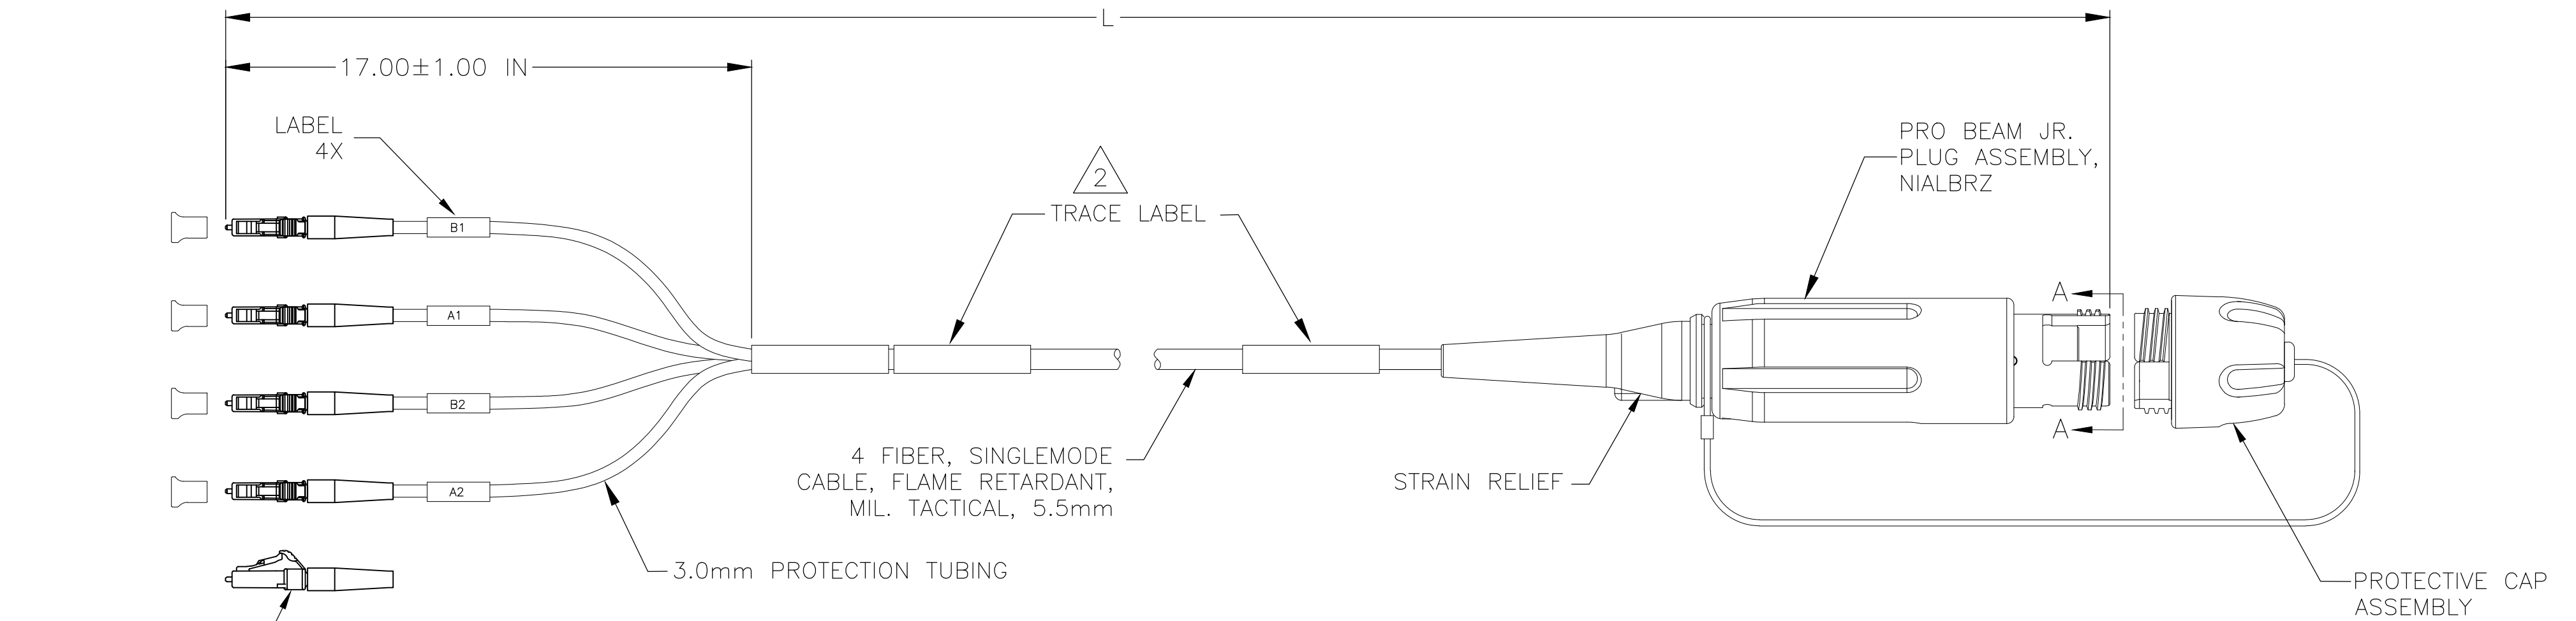 L
17.00±1.00 IN
LABEL
4X
PRO BEAM JR.
PLUG ASSEMBLY,
NIALBRZ
2
TRACE LABEL
B1
A1
B2
A2
A
A
4 FIBER, SINGLEMODE
CABLE, FLAME RETARDANT,
MIL. TACTICAL, 5.5mm
STRAIN RELIEF
3.0mm PROTECTION TUBING
PROTECTIVE CAP
ASSEMBLY